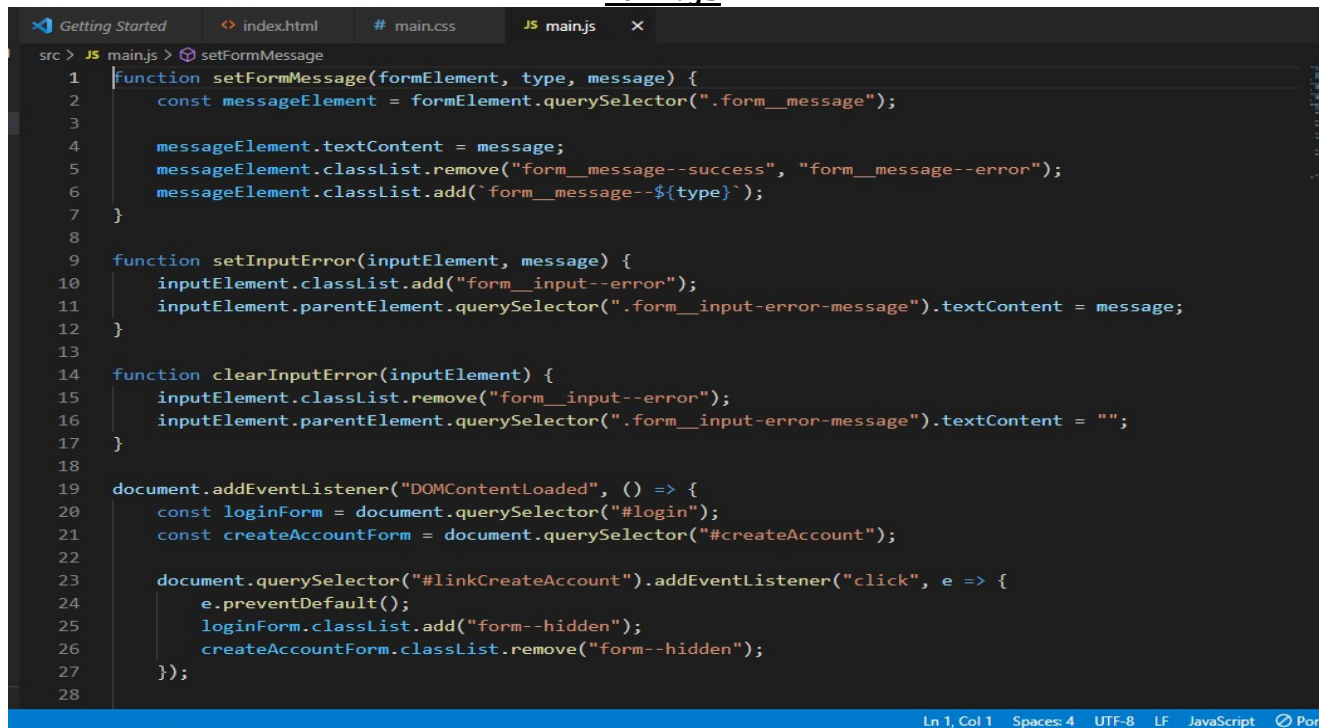 Getting Started index.html # main.css JS main.js
src > JS main.js > setFormMessage
1 function setFormMessage(formElement, type, message) {
2 const messageElement = formElement.querySelector(".form__message");
3
4 messageElement.textContent = message;
5 messageElement.classList.remove("form__message--success", "form__message--error");
6 messageElement.classList.add(`form__message--${type}`);
7 }
8
9 function setInputError(inputElement, message) {
10 inputElement.classList.add("form__input--error");
11 inputElement.parentElement.querySelector(".form__input-error-message").textContent = message;
12 }
13
14 function clearInputError(inputElement) {
15 inputElement.classList.remove("form__input--error");
16 inputElement.parentElement.querySelector(".form__input-error-message").textContent = "";
17 }
18
19 document.addEventListener("DOMContentLoaded", () => {
20 const loginForm = document.querySelector("#login");
21 const createAccountForm = document.querySelector("#createAccount");
22
23 document.querySelector("#linkCreateAccount").addEventListener("click", e => {
24 e.preventDefault();
25 loginForm.classList.add("form--hidden");
26 createAccountForm.classList.remove("form--hidden");
27 });
28
Ln 1, Col 1 Spaces: 4 UTF-8 LF JavaScript Por